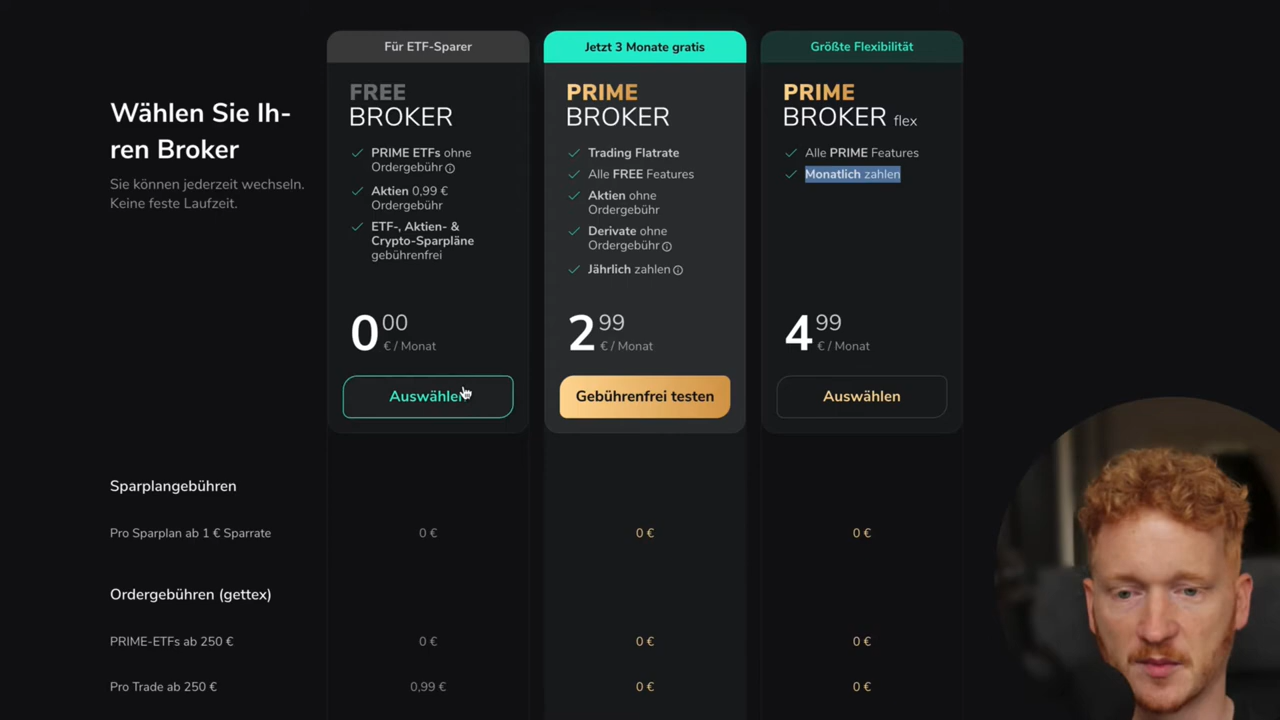 Wählen Sie Ih-
ren Broker
Sie können jederzeit wechseln.
Keine feste Laufzeit.
Für ETF-Sparer
FREE
BROKER
PRIME ETFs ohne
Ordergebühr
Aktien 0,99 €
Ordergebühr
ETF-, Aktien- &
Crypto-Sparpläne
gebührenfrei
0 00
€ / Monat
Auswählen
Jetzt 3 Monate gratis
PRIME
BROKER
Trading Flatrate
Alle FREE Features
Aktien ohne
Ordergebühr
Derivate ohne
Ordergebühr
Jährlich zahlen
2 99
€ / Monat
Gebührenfrei testen
Größte Flexibilität
PRIME
BROKER flex
Alle PRIME Features
Monatlich zahlen
4 99
€ / Monat
Auswählen
Sparplangebühren
Pro Sparplan ab 1 € Sparrate 0 € 0 € 0 €
Ordergebühren (gettex)
PRIME-ETFs ab 250 € 0 € 0 € 0 €
Pro Trade ab 250 € 0,99 € 0 € 0 €